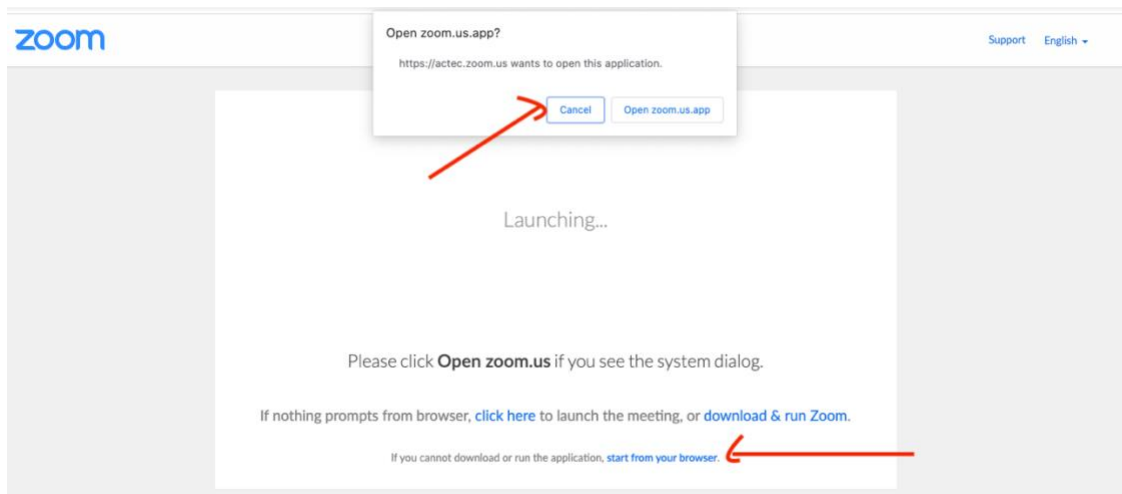 zoom
Open zoom.us.app?
https://actec.zoom.us wants to open this application.
Cancel
Open zoom.us.app
Support
English
Launching...
Please click Open zoom.us if you see the system dialog.
If nothing prompts from browser, click here to launch the meeting, or download & run Zoom.
If you cannot download or run the application, start from your browser.